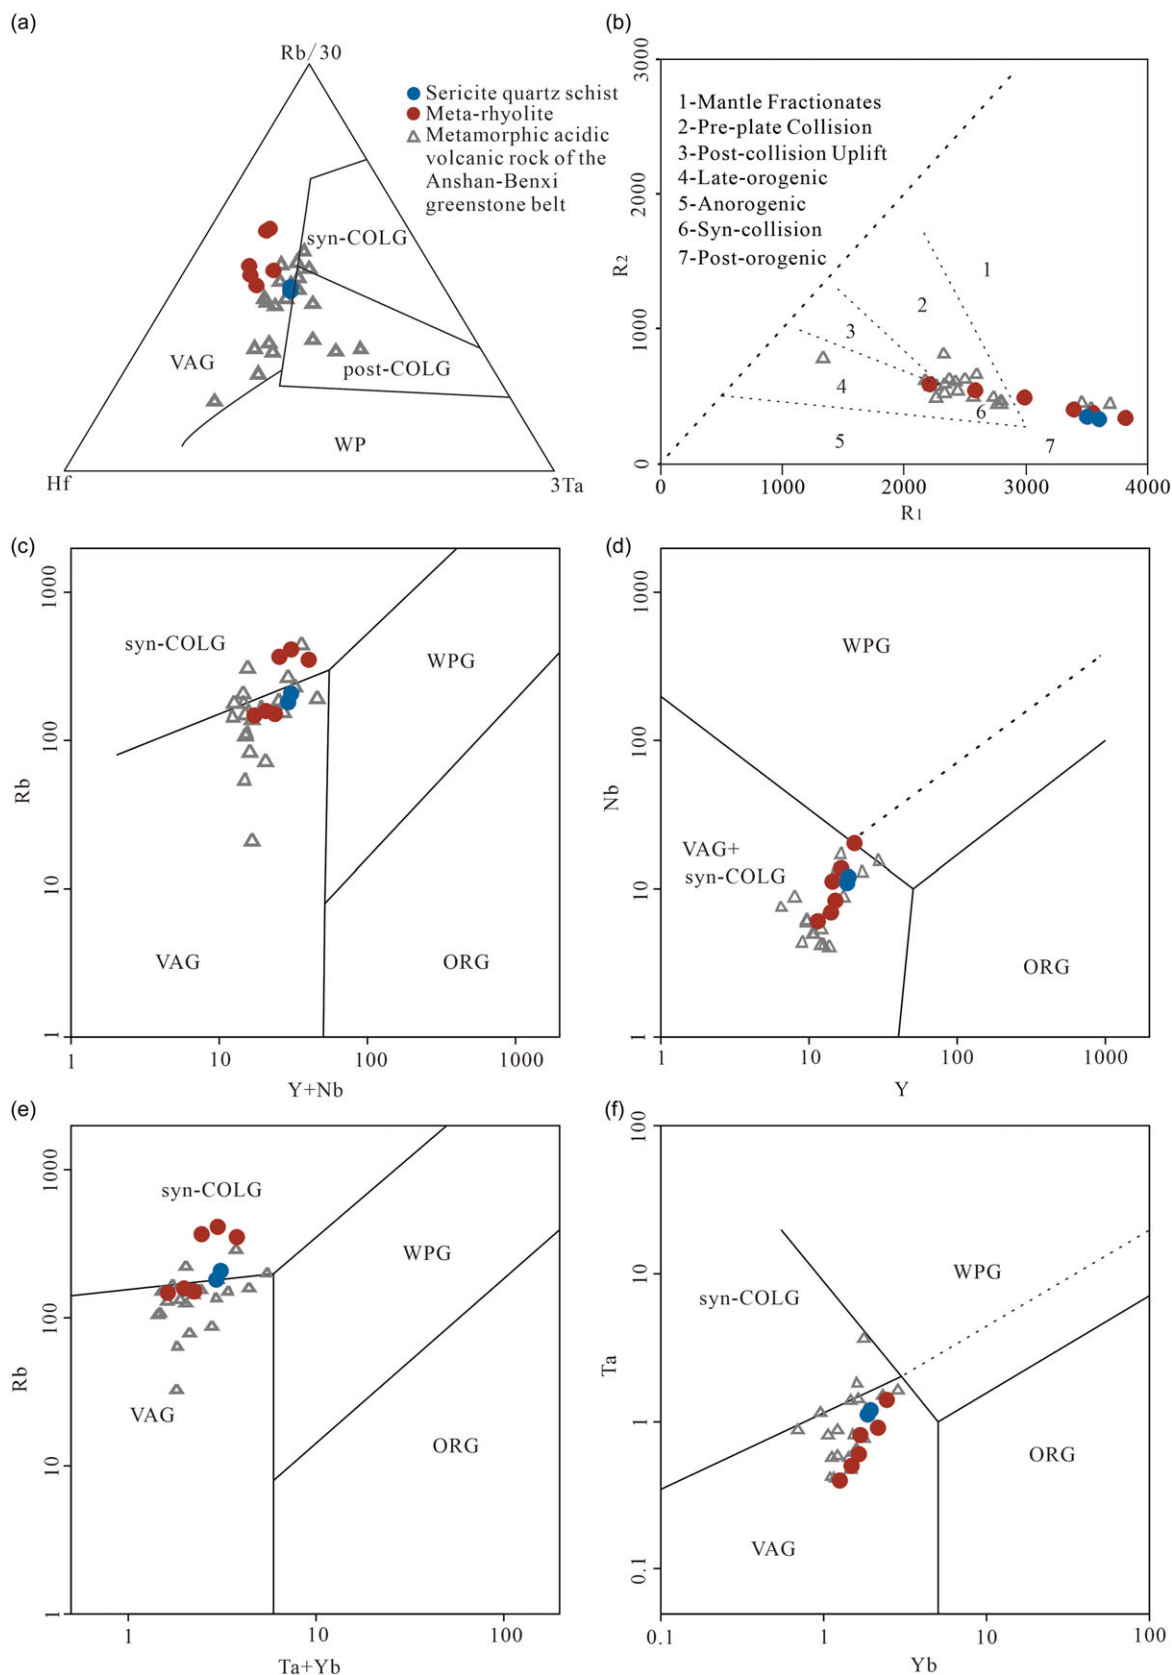 (a)
Rb/30
Sericite quartz schist
Meta-rhyolite
Metamorphic acidic
volcanic rock of the
Anshan-Benxi
greenstone belt
syn-COLG
VAG
post-COLG
WP
Hf
3Ta
(b)
3000
2000
1000
0
R2
1-Mantle Fractionates
2-Pre-plate Collision
3-Post-collision Uplift
4-Late-orogenic
5-Anorogenic
6-Syn-collision
7-Post-orogenic
1
2
3
4
5
6
7
0
1000
2000
3000
4000
R1
(c)
1000
100
10
1
Rb
syn-COLG
WPG
VAG
ORG
1
10
100
1000
Y+Nb
(d)
1000
100
10
1
Nb
WPG
VAG+
syn-COLG
ORG
1
10
100
1000
Y
(e)
1000
100
10
1
Rb
syn-COLG
WPG
VAG
ORG
1
10
100
Ta+Yb
(f)
100
10
1
0.1
Ta
syn-COLG
WPG
VAG
ORG
0.1
1
10
100
Yb